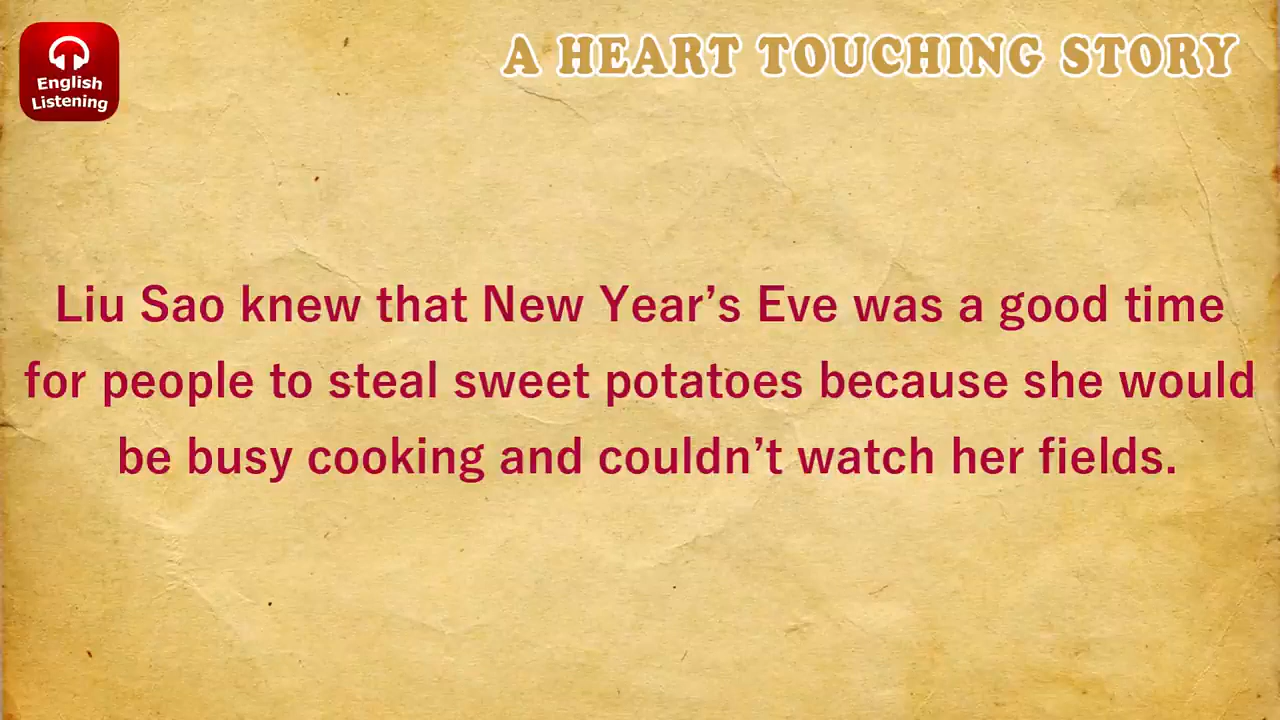 English
Listening
A HEART TOUCHING STORY
Liu Sao knew that New Year’s Eve was a good time
for people to steal sweet potatoes because she would
be busy cooking and couldn’t watch her fields.